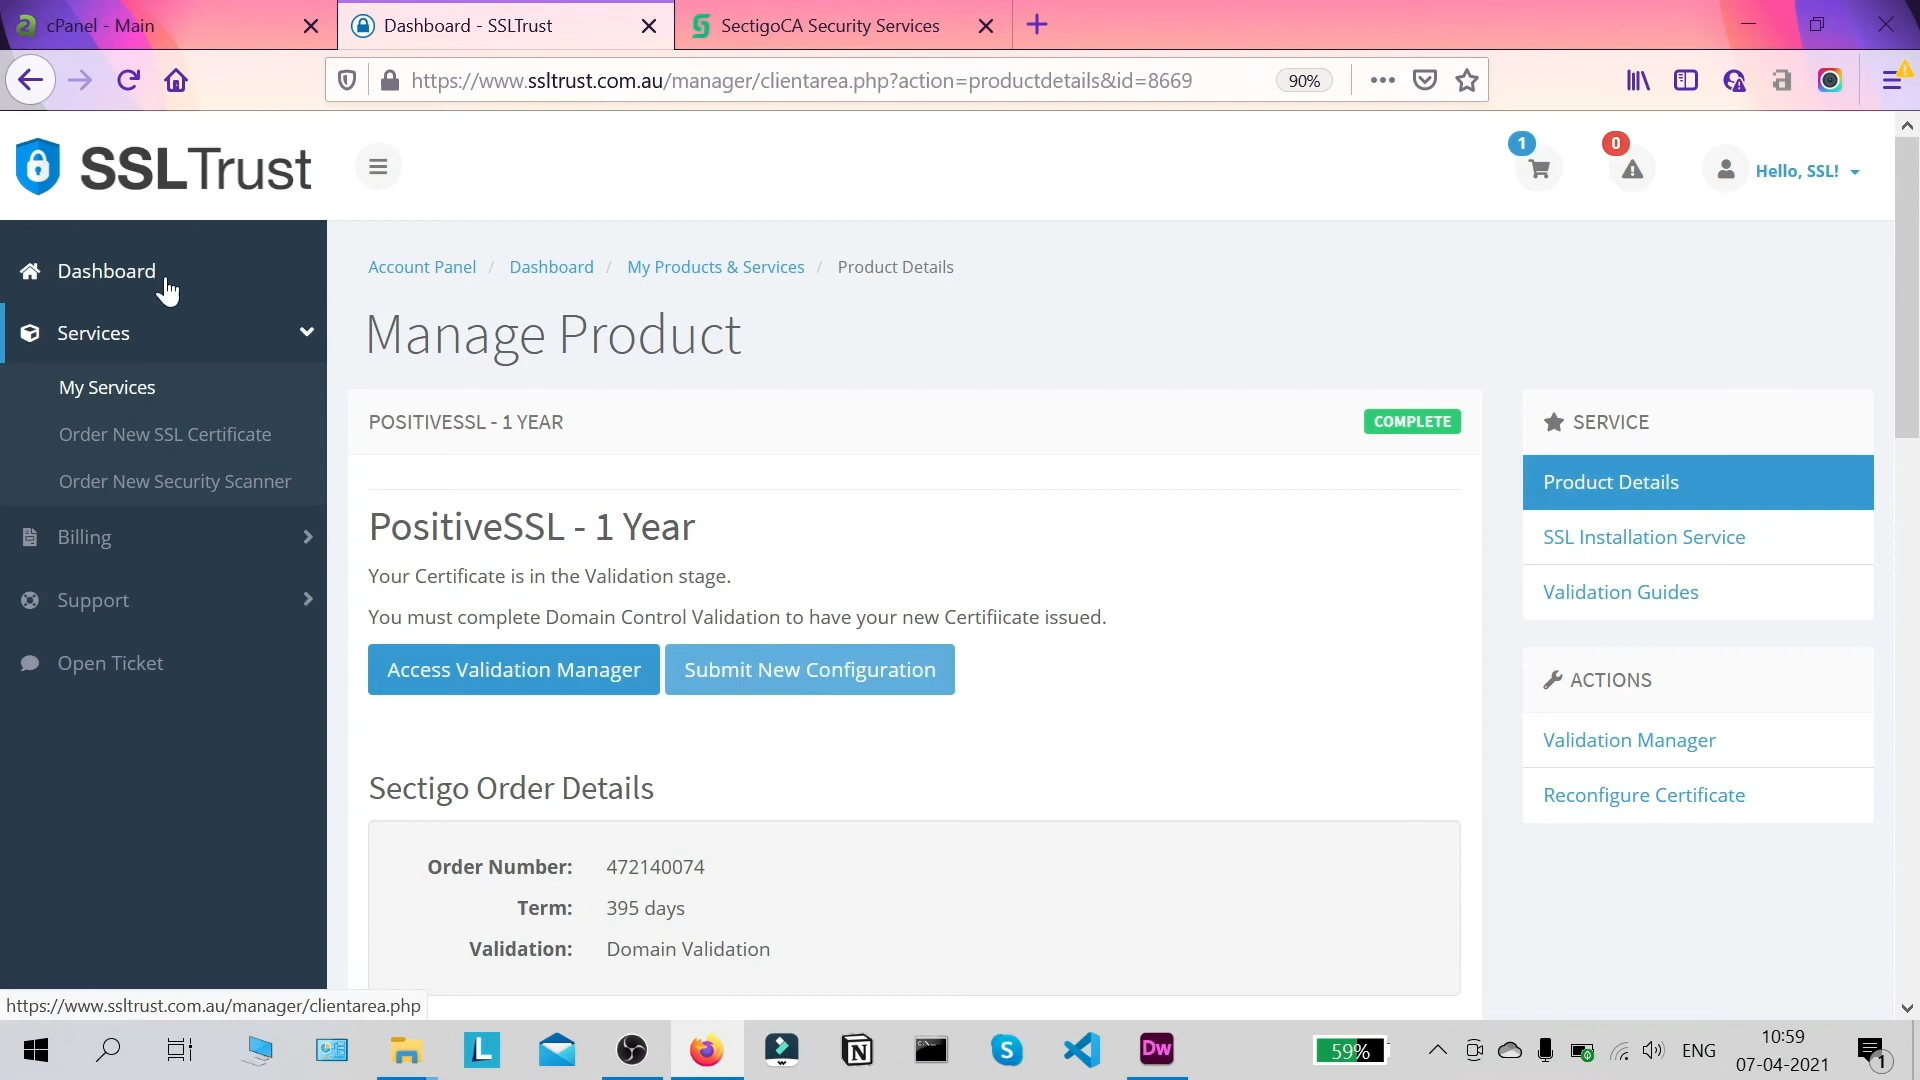 cPanel - Main
Dashboard - SSLTrust
SectigoCA Security Services
https://www.ssltrust.com.au/manager/clientarea.php?action=productdetails&id=8669
90%
SSLTrust
1
0
Hello, SSL!
Dashboard
Services
My Services
Order New SSL Certificate
Order New Security Scanner
Billing
Support
Open Ticket
Account Panel / Dashboard / My Products & Services / Product Details
Manage Product
POSITIVESSL - 1 YEAR
COMPLETE
PositiveSSL - 1 Year
Your Certificate is in the Validation stage.
You must complete Domain Control Validation to have your new Certifiicate issued.
Access Validation Manager
Submit New Configuration
Sectigo Order Details
Order Number: 472140074
Term: 395 days
Validation: Domain Validation
SERVICE
Product Details
SSL Installation Service
Validation Guides
ACTIONS
Validation Manager
Reconfigure Certificate
https://www.ssltrust.com.au/manager/clientarea.php
L
N
S
Dw
59%
ENG
10:59
07-04-2021
1